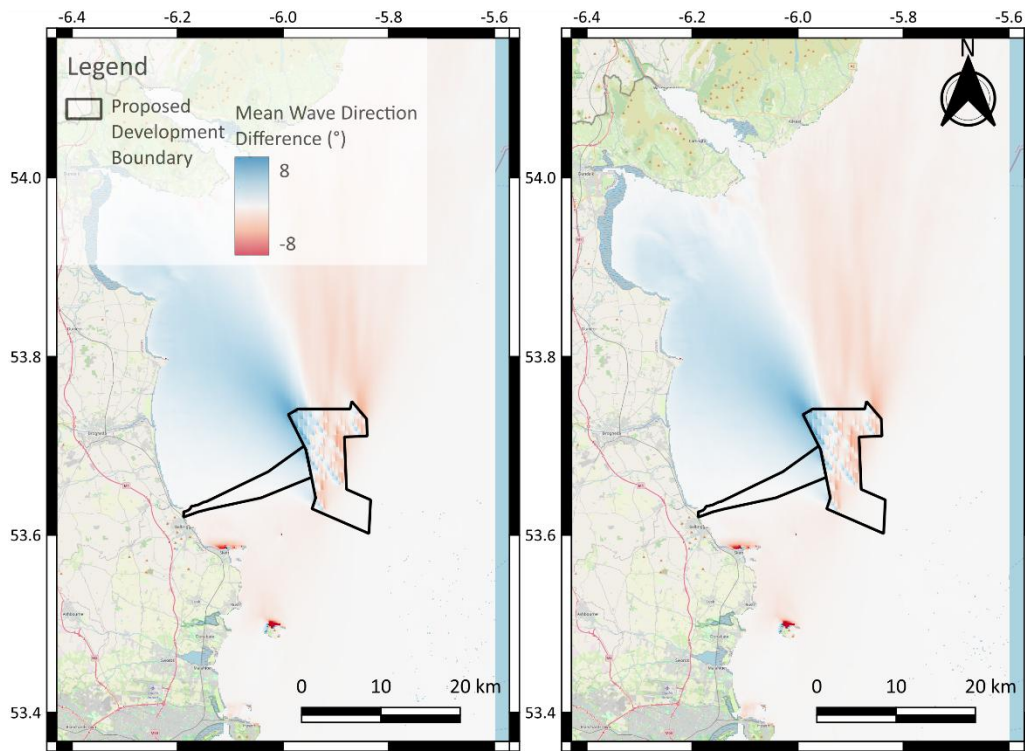 -6.4 -6.2 -6.0 -5.8 -5.6
-6.4 -6.2 -6.0 -5.8 -5.6
Legend
Proposed
Development
Boundary
Mean Wave Direction
Difference (°)
8
-8
N
54.0
54.0
53.8
53.8
53.6
53.6
53.4
53.4
0 10 20 km
0 10 20 km